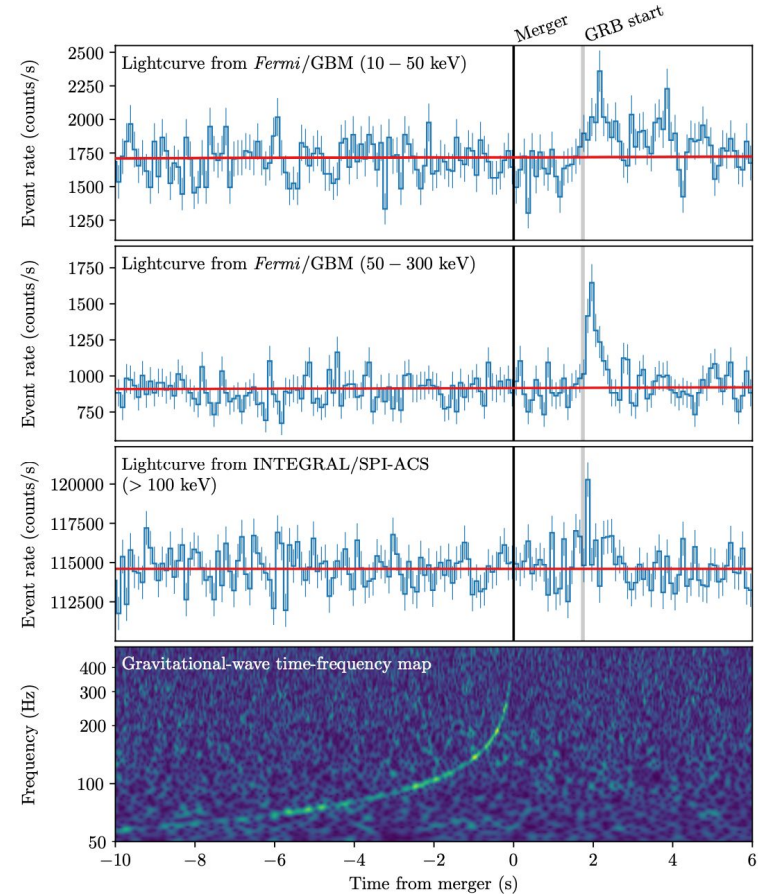 Merger
GRB start
Lightcurve from Fermi/GBM (10 − 50 keV)
Event rate (counts/s)
2500
2250
2000
1750
1500
1250
Lightcurve from Fermi/GBM (50 − 300 keV)
Event rate (counts/s)
1750
1500
1250
1000
750
Lightcurve from INTEGRAL/SPI-ACS
(> 100 keV)
Event rate (counts/s)
120000
117500
115000
112500
Gravitational-wave time-frequency map
Frequency (Hz)
400
300
200
100
50
−10 −8 −6 −4 −2 0 2 4 6
Time from merger (s)